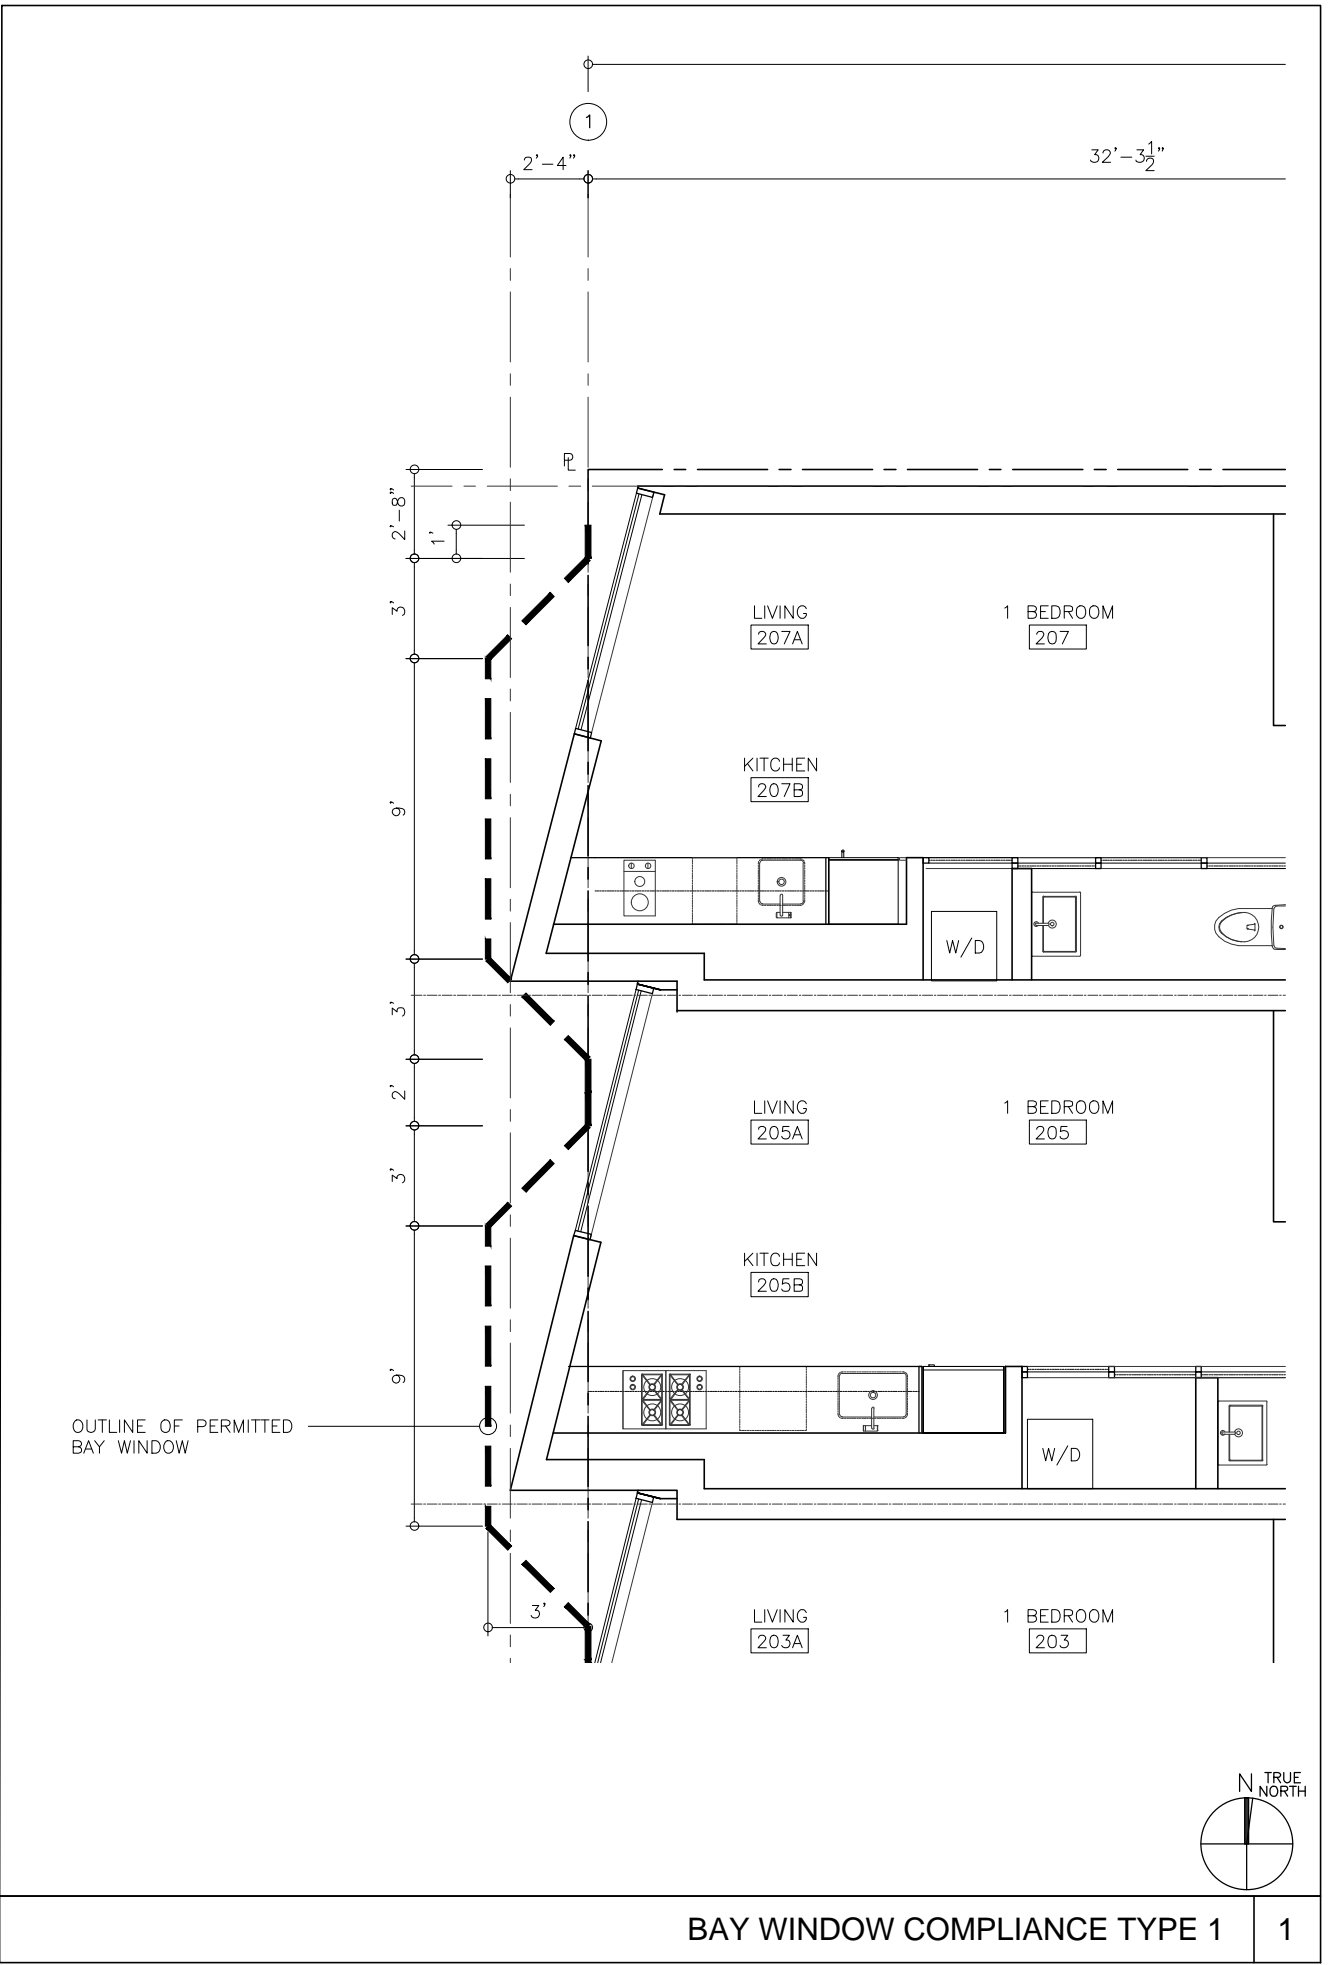 1
2'-4"
32'-3 1/2"
PL
2'-8"
1'
3'
LIVING
207A
1 BEDROOM
207
9'
KITCHEN
207B
W/D
3'
2'
LIVING
205A
1 BEDROOM
205
3'
KITCHEN
205B
9'
OUTLINE OF PERMITTED
BAY WINDOW
W/D
3'
LIVING
203A
1 BEDROOM
203
N TRUE
NORTH
BAY WINDOW COMPLIANCE TYPE 1
1